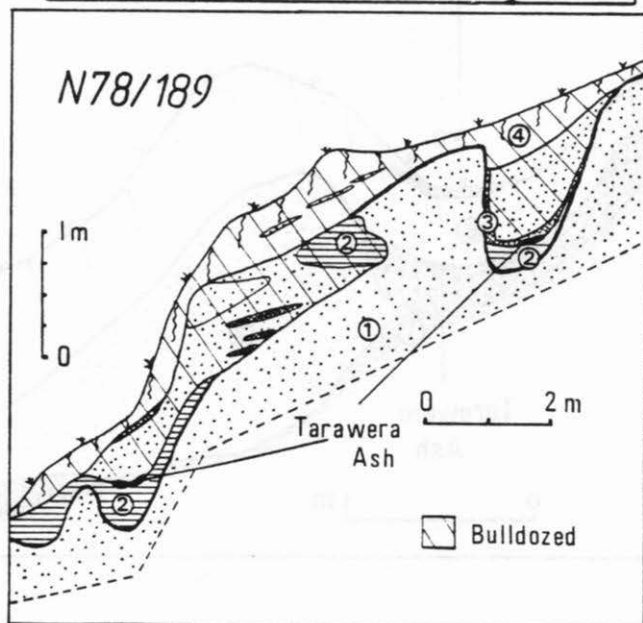 N78/189
④
1m
③
②
②
①
0
0 2 m
Tarawera
Ash
②
Bulldozed